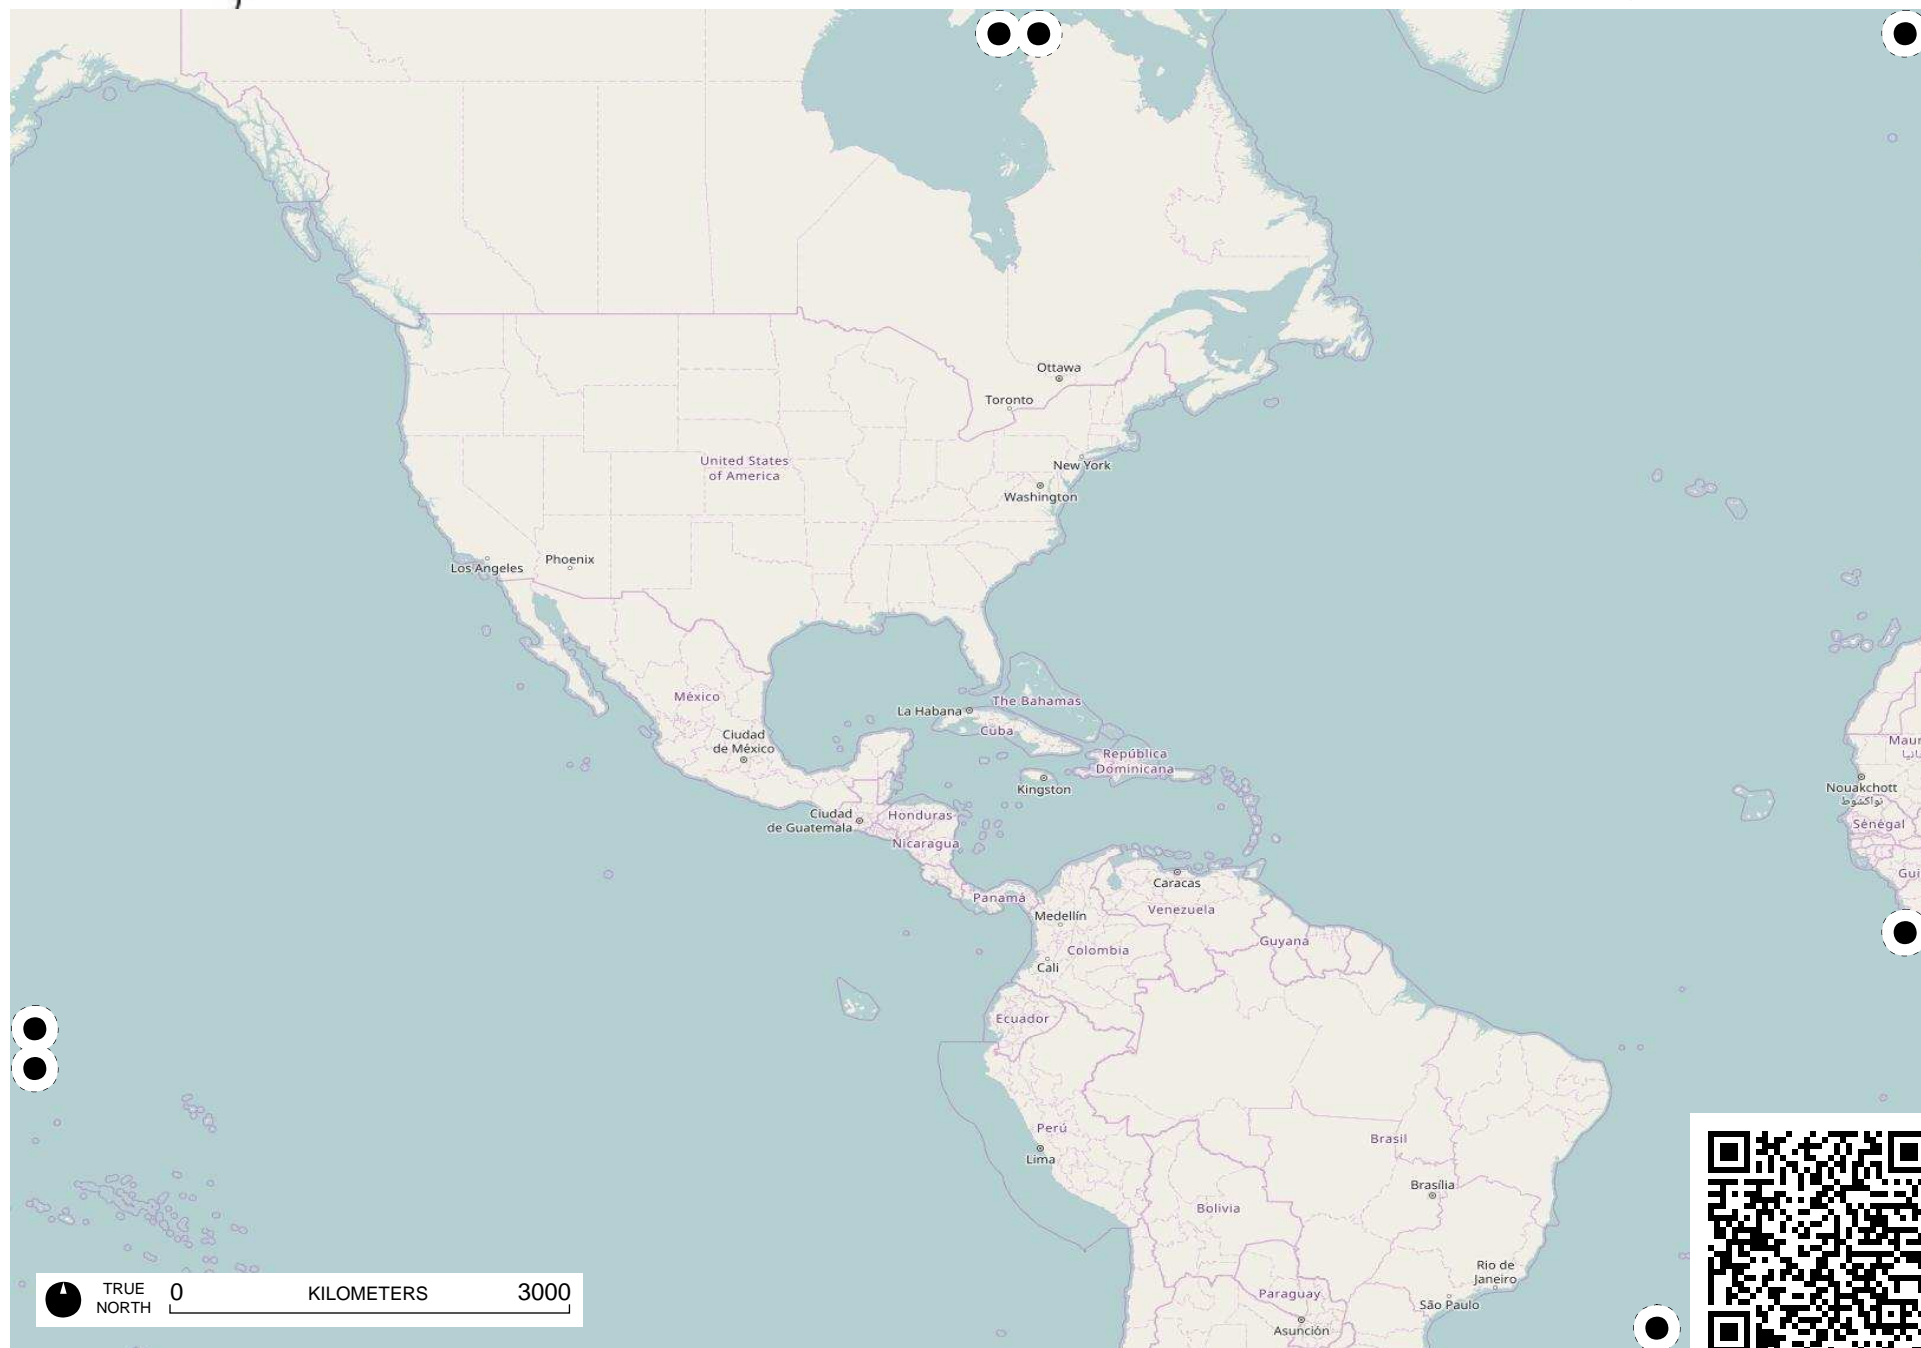 Ottawa
Toronto
United States
of America
New York
Washington
Phoenix
Los Angeles
México
La Habana
The Bahamas
Cuba
Ciudad
de México
República
Dominicana
Kingston
Nouakchott
نواكشوط
Ciudad
de Guatemala
Honduras
Sénégal
Nicaragua
Caracas
Panamá
Venezuela
Medellín
Guyana
Colombia
Cali
Ecuador
Perú
Brasil
Lima
Brasília
Bolivia
Rio de
Janeiro
Paraguay
São Paulo
Asunción
TRUE
NORTH
0 KILOMETERS 3000